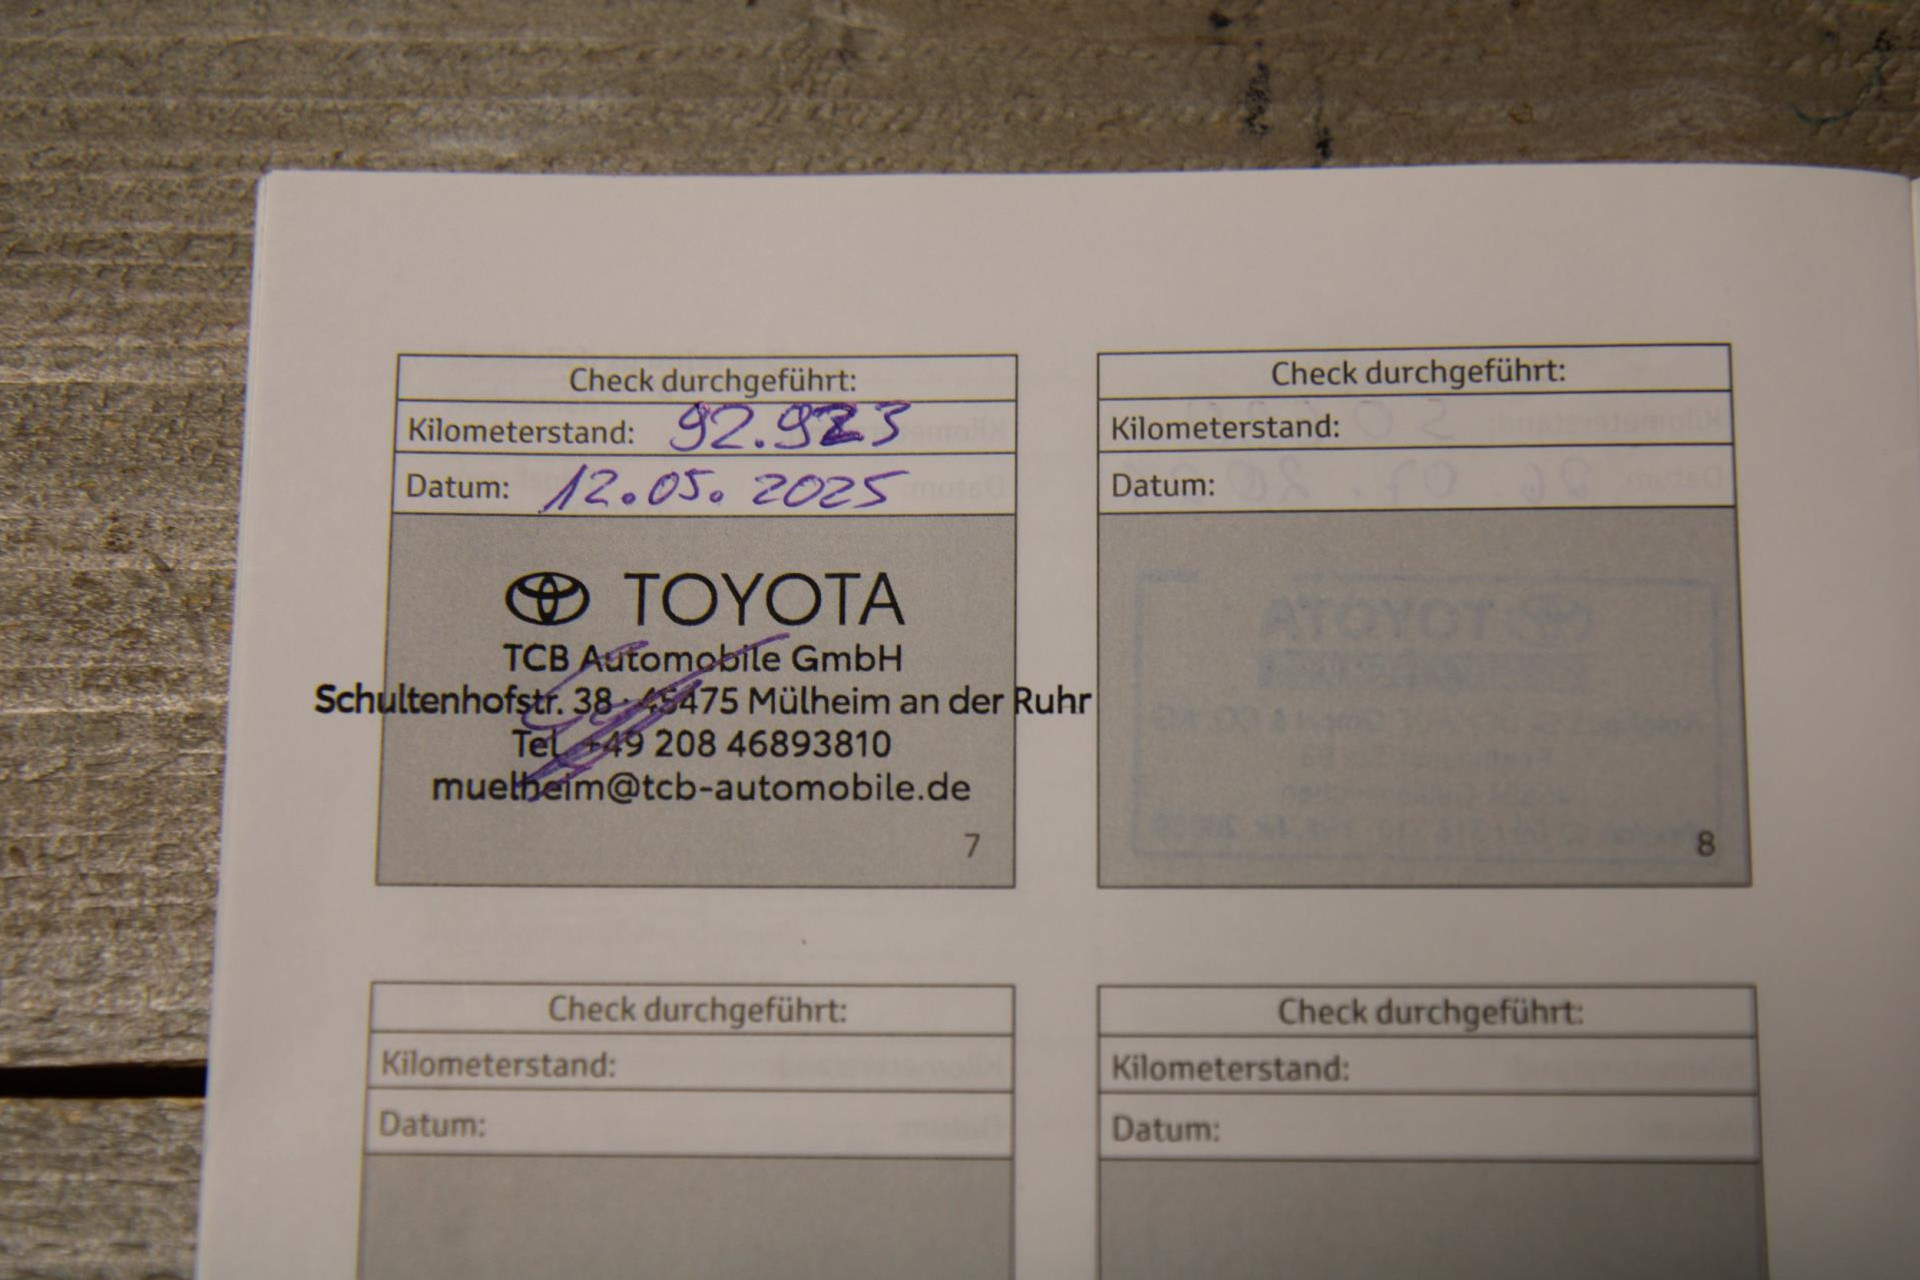 Check durchgeführt:
Kilometerstand: 92.923
Datum: 12.05.2025
TOYOTA
TCB Automobile GmbH
Schultenhofstr. 38 · 45475 Mülheim an der Ruhr
Tel. +49 208 46893810
muelheim@tcb-automobile.de
7
Check durchgeführt:
Kilometerstand:
Datum:
8
Check durchgeführt:
Kilometerstand:
Datum:
Check durchgeführt:
Kilometerstand:
Datum: